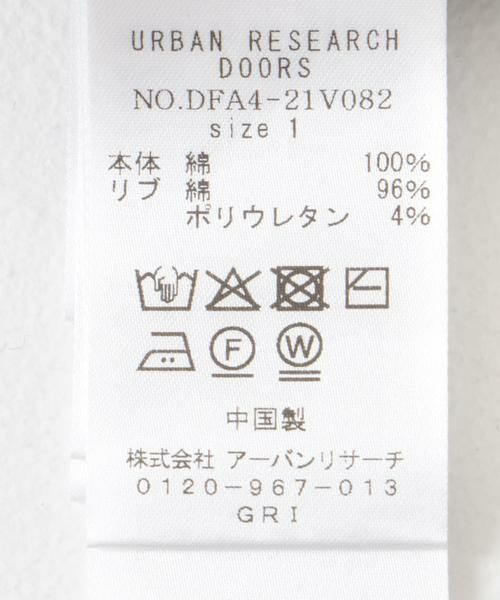 URBAN RESEARCH
DOORS
NO.DFA4-21V082
size 1
本体 綿 100%
リブ 綿 96%
ポリウレタン 4%
F W
中国製
株式会社 アーバンリサーチ
0120-967-013
GRI